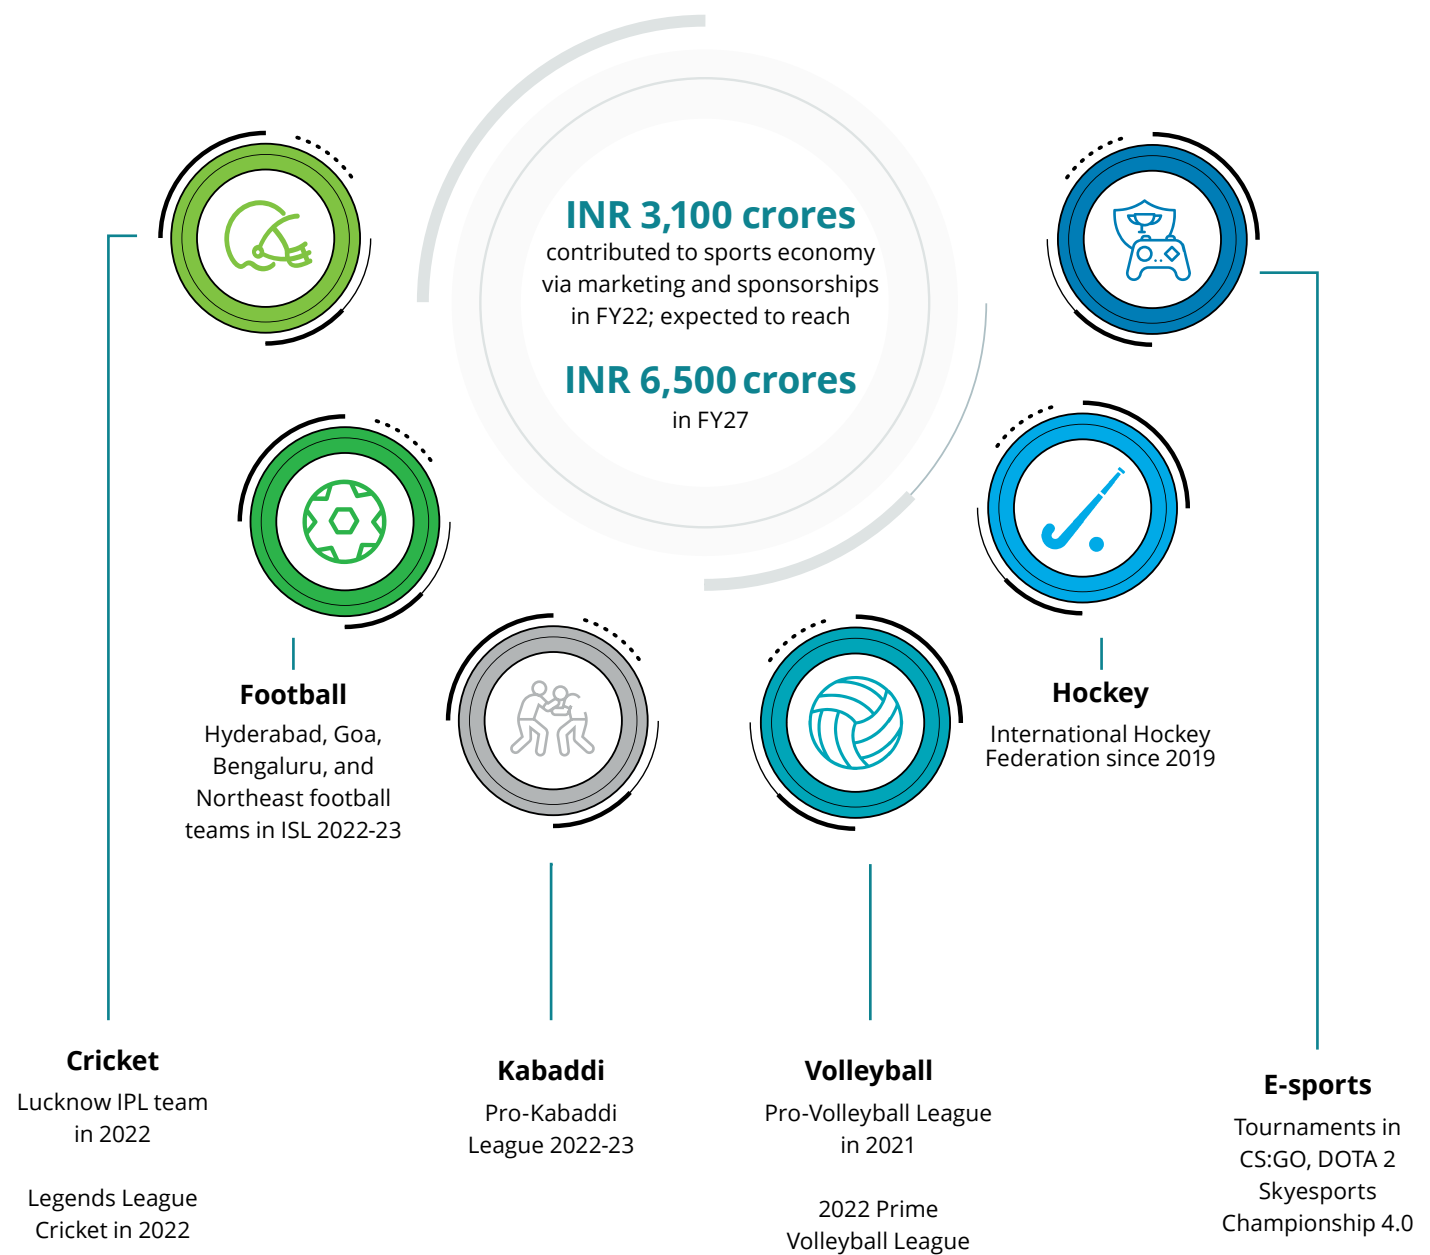 INR 3,100 crores
contributed to sports economy
via marketing and sponsorships
in FY22; expected to reach
INR 6,500 crores
in FY27
Football
Hyderabad, Goa,
Bengaluru, and
Northeast football
teams in ISL 2022-23
Hockey
International Hockey
Federation since 2019
Cricket
Lucknow IPL team
in 2022
Legends League
Cricket in 2022
Kabaddi
Pro-Kabaddi
League 2022-23
Volleyball
Pro-Volleyball League
in 2021
2022 Prime
Volleyball League
E-sports
Tournaments in
CS:GO, DOTA 2
Skyesports
Championship 4.0